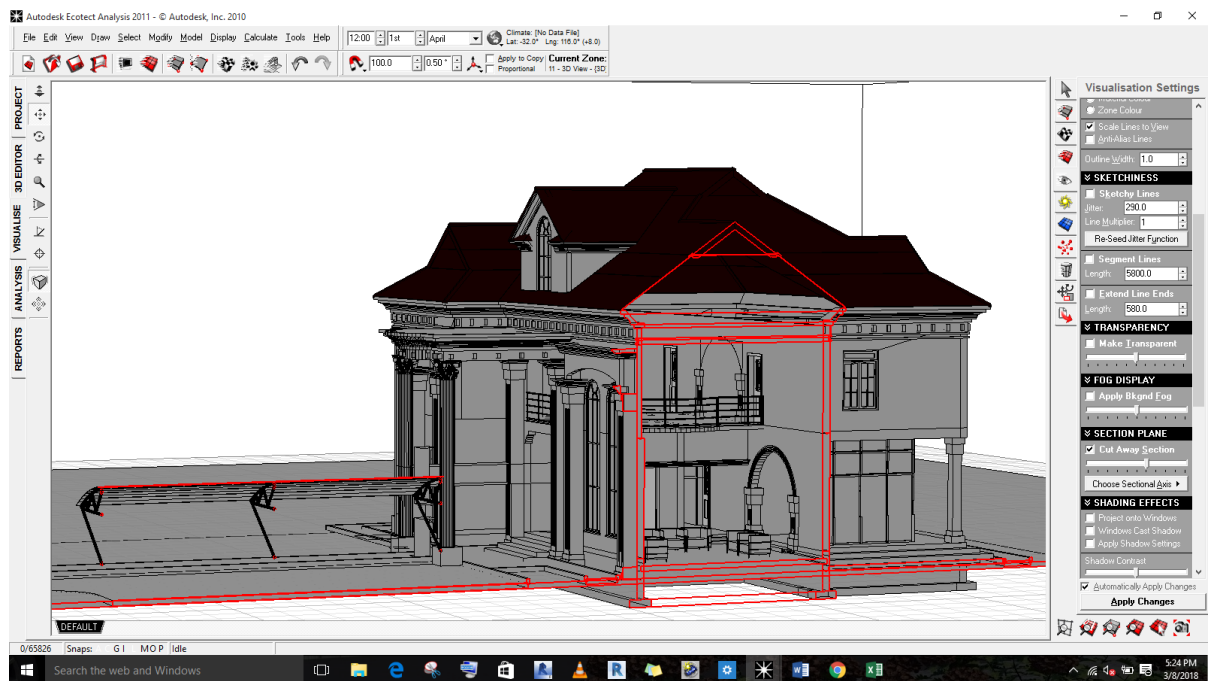 Autodesk Ecotect Analysis 2011 - © Autodesk, Inc. 2010
File Edit View Draw Select Modify Model Display Calculate Tools Help
12:00 1st April
Climate: [No Data File]
Lat: -32.0° Lng: 116.0° (+8.0)
100.0 0.50 °
Apply to Copy
Proportional
Current Zone:
11 - 3D View - {3D
PROJECT
3D EDITOR
VISUALISE
ANALYSIS
REPORTS
Visualisation Settings
Material Colour
Zone Colour
Scale Lines to View
Anti-Alias Lines
Outline Width: 1.0
SKETCHINESS
Sketchy Lines
Jitter: 290.0
Line Multiplier: 1
Re-Seed Jitter Function
Segment Lines
Length: 5800.0
Extend Line Ends
Length: 580.0
TRANSPARENCY
Make Transparent
FOG DISPLAY
Apply Bkgnd Fog
SECTION PLANE
Cut Away Section
Choose Sectional Axis
SHADING EFFECTS
Project onto Windows
Windows Cast Shadow
Apply Shadow Settings
Shadow Contrast
Automatically Apply Changes
Apply Changes
DEFAULT
0/65826 Snaps: G I M O P Idle
Search the web and Windows
5:24 PM
3/8/2018